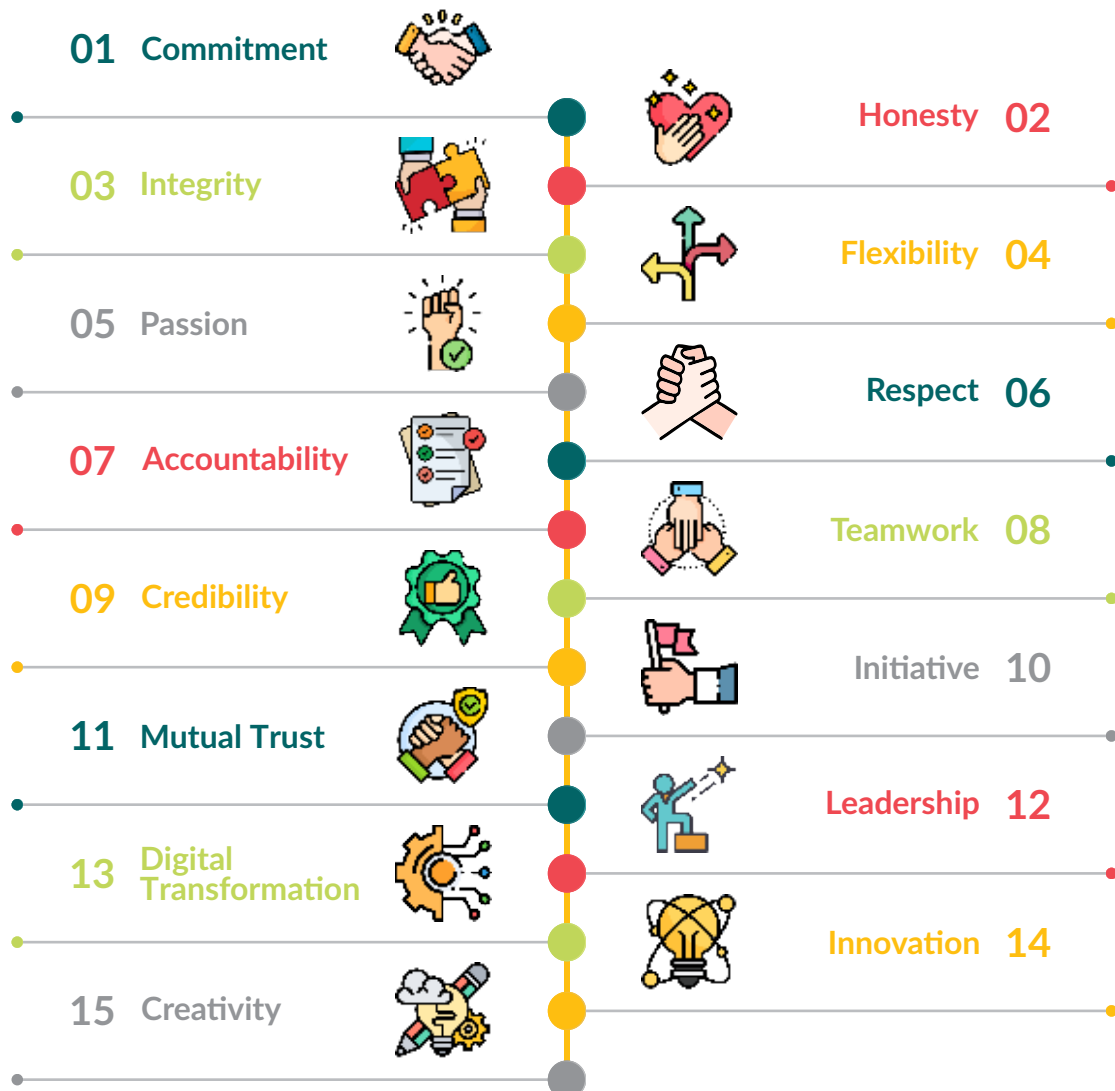 01 Commitment
Honesty 02
03 Integrity
Flexibility 04
05 Passion
Respect 06
07 Accountability
Teamwork 08
09 Credibility
Initiative 10
11 Mutual Trust
Leadership 12
13 Digital
Transformation
Innovation 14
15 Creativity